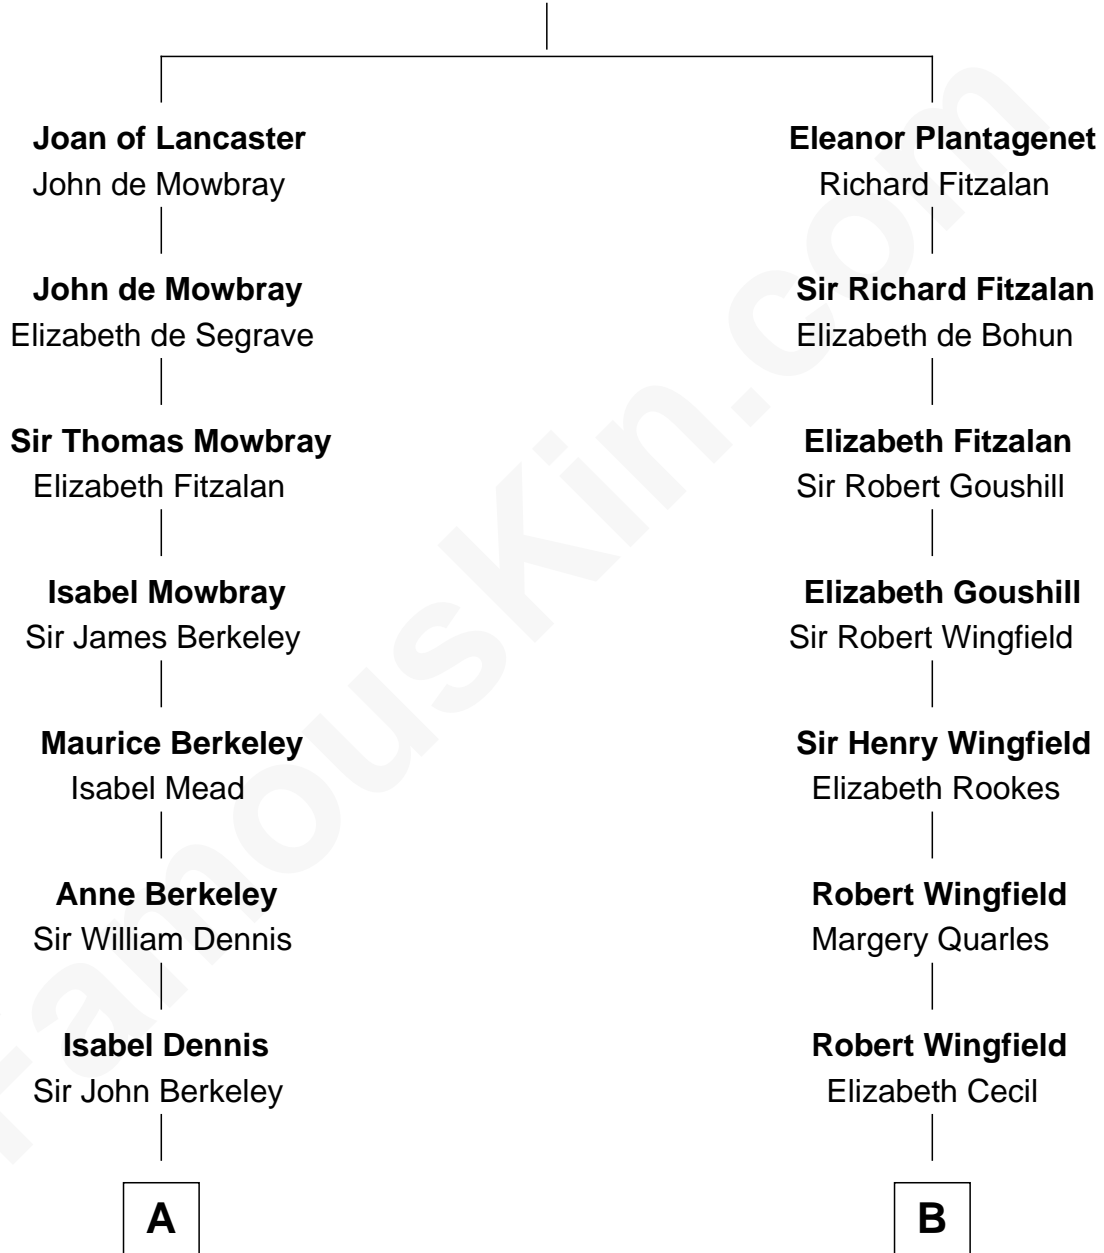 Joan of Lancaster
John de Mowbray
John de Mowbray
Elizabeth de Segrave
Sir Thomas Mowbray
Elizabeth Fitzalan
Isabel Mowbray
Sir James Berkeley
Maurice Berkeley
Isabel Mead
Anne Berkeley
Sir William Dennis
Isabel Dennis
Sir John Berkeley
A
Eleanor Plantagenet
Richard Fitzalan
Sir Richard Fitzalan
Elizabeth de Bohun
Elizabeth Fitzalan
Sir Robert Goushill
Elizabeth Goushill
Sir Robert Wingfield
Sir Henry Wingfield
Elizabeth Rookes
Robert Wingfield
Margery Quarles
Robert Wingfield
Elizabeth Cecil
B
FamousKin.com